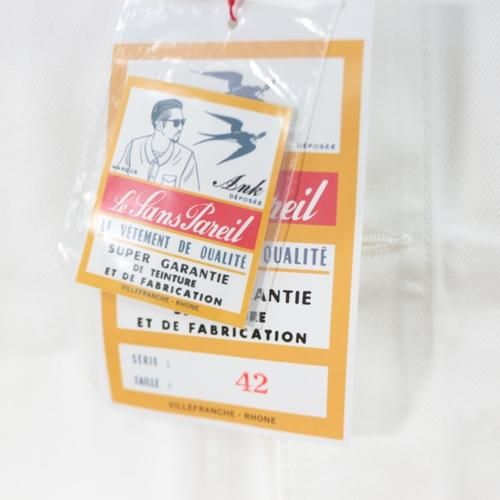 MARQUE
Ank
DÉPOSÉE
Le Sans Pareil
LE VÊTEMENT DE QUALITÉ
SUPER GARANTIE
DE TEINTURE
ET DE FABRICATION
VILLEFRANCHE - RHONE
DÉPOSÉE
reil
QUALITÉ
ANTIE
RE
ET DE FABRICATION
SÉRIE :
TAILLE : 42
VILLEFRANCHE - RHONE